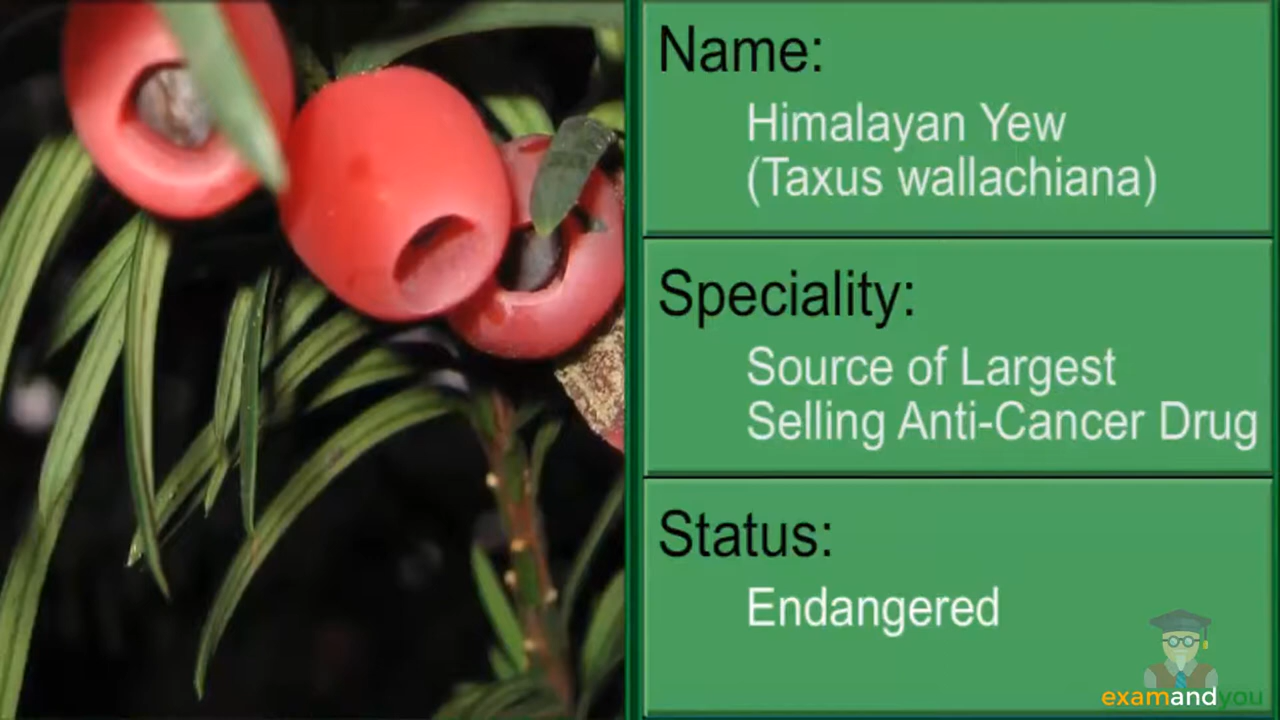 Name:
Himalayan Yew
(Taxus wallachiana)
Speciality:
Source of Largest
Selling Anti-Cancer Drug
Status:
Endangered
examandyou